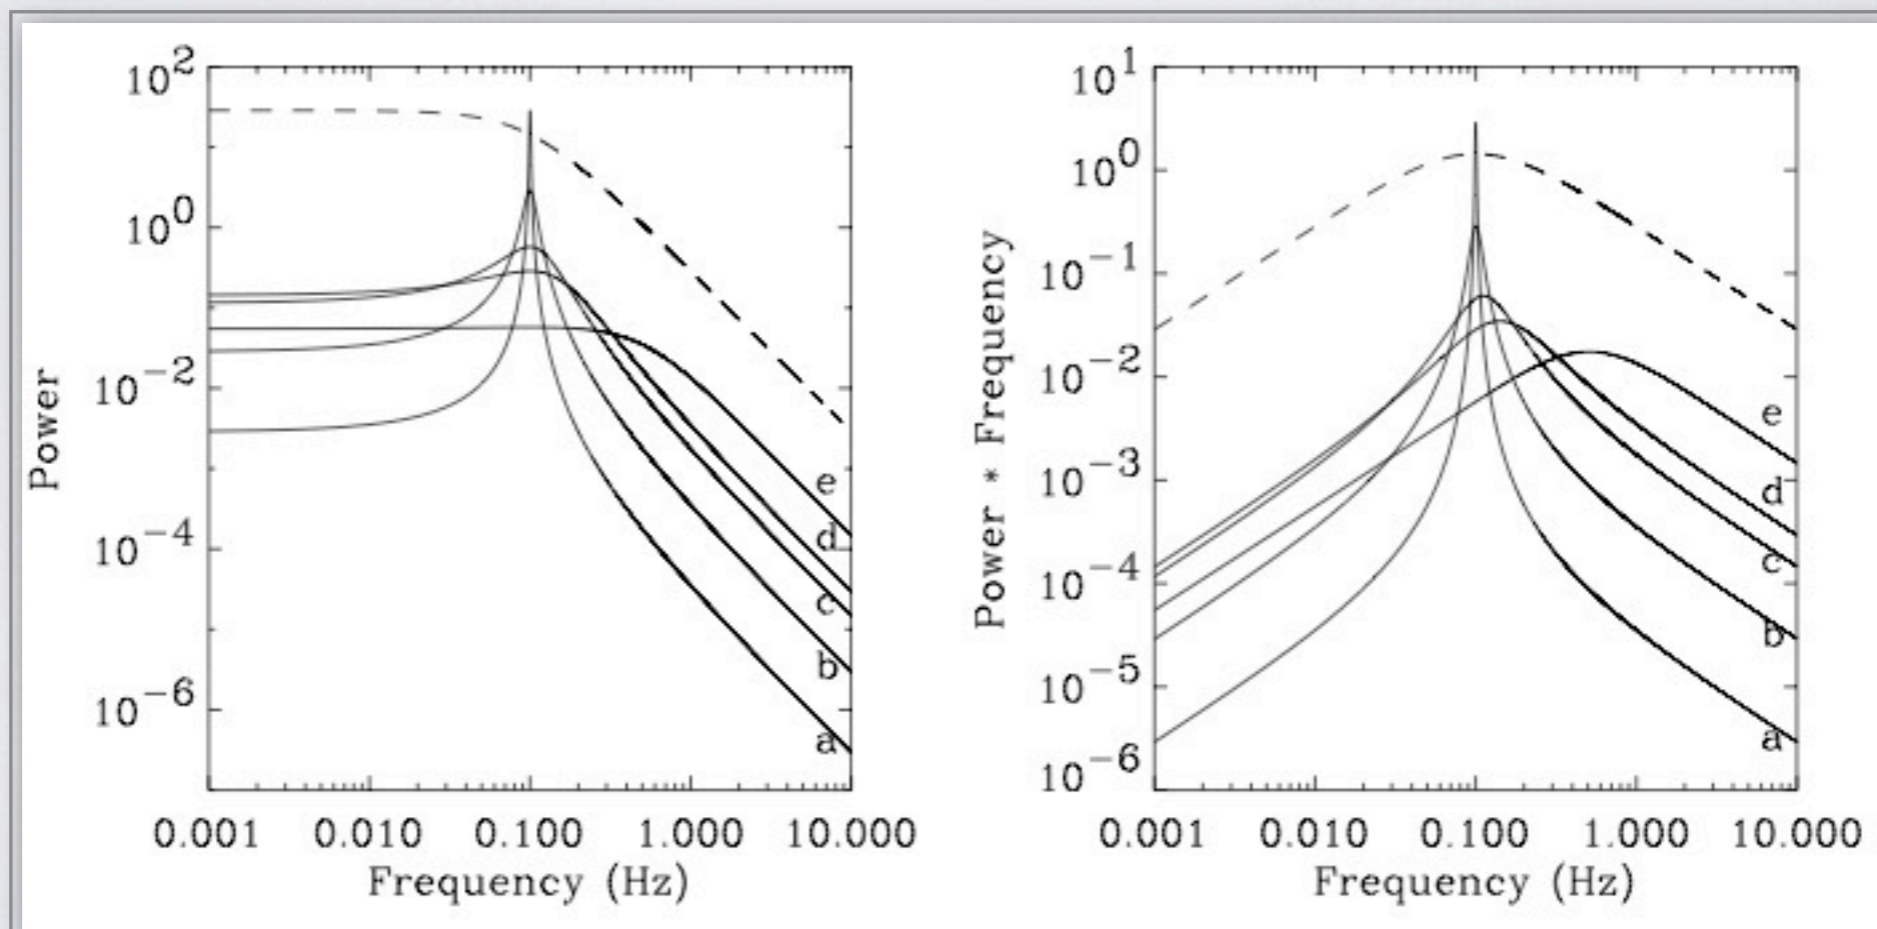 10^2
10^0
10^-2
10^-4
10^-6
Power
e
d
c
b
a
0.001 0.010 0.100 1.000 10.000
Frequency (Hz)
10^1
10^0
10^-1
10^-2
10^-3
10^-4
10^-5
10^-6
Power * Frequency
e
d
c
b
a
0.001 0.010 0.100 1.000 10.000
Frequency (Hz)